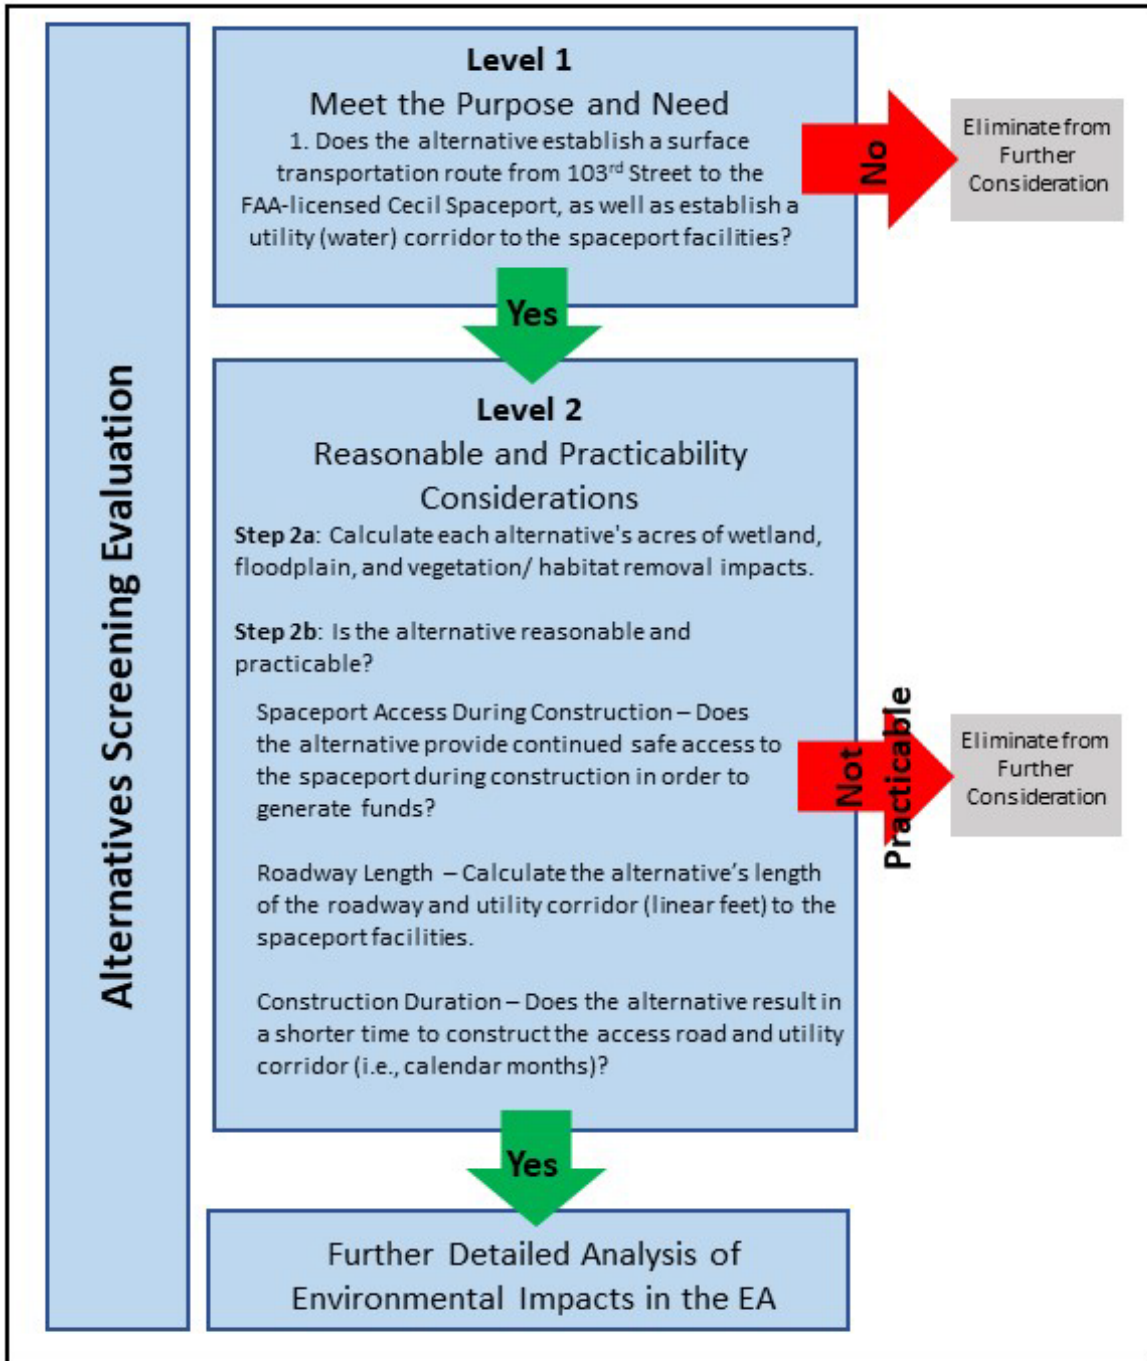 Alternatives Screening Evaluation
Level 1
Meet the Purpose and Need
1. Does the alternative establish a surface
transportation route from 103rd Street to the
FAA-licensed Cecil Spaceport, as well as establish a
utility (water) corridor to the spaceport facilities?
No
Eliminate from
Further
Consideration
Yes
Level 2
Reasonable and Practicability
Considerations
Step 2a: Calculate each alternative's acres of wetland,
floodplain, and vegetation/ habitat removal impacts.
Step 2b: Is the alternative reasonable and
practicable?
Spaceport Access During Construction – Does
the alternative provide continued safe access to
the spaceport during construction in order to
generate funds?
Roadway Length – Calculate the alternative’s length
of the roadway and utility corridor (linear feet) to the
spaceport facilities.
Construction Duration – Does the alternative result in
a shorter time to construct the access road and utility
corridor (i.e., calendar months)?
Not
Practicable
Eliminate from
Further
Consideration
Yes
Further Detailed Analysis of
Environmental Impacts in the EA